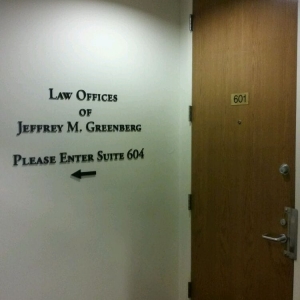 Law Offices
of
Jeffrey M. Greenberg
Please Enter Suite 604
601